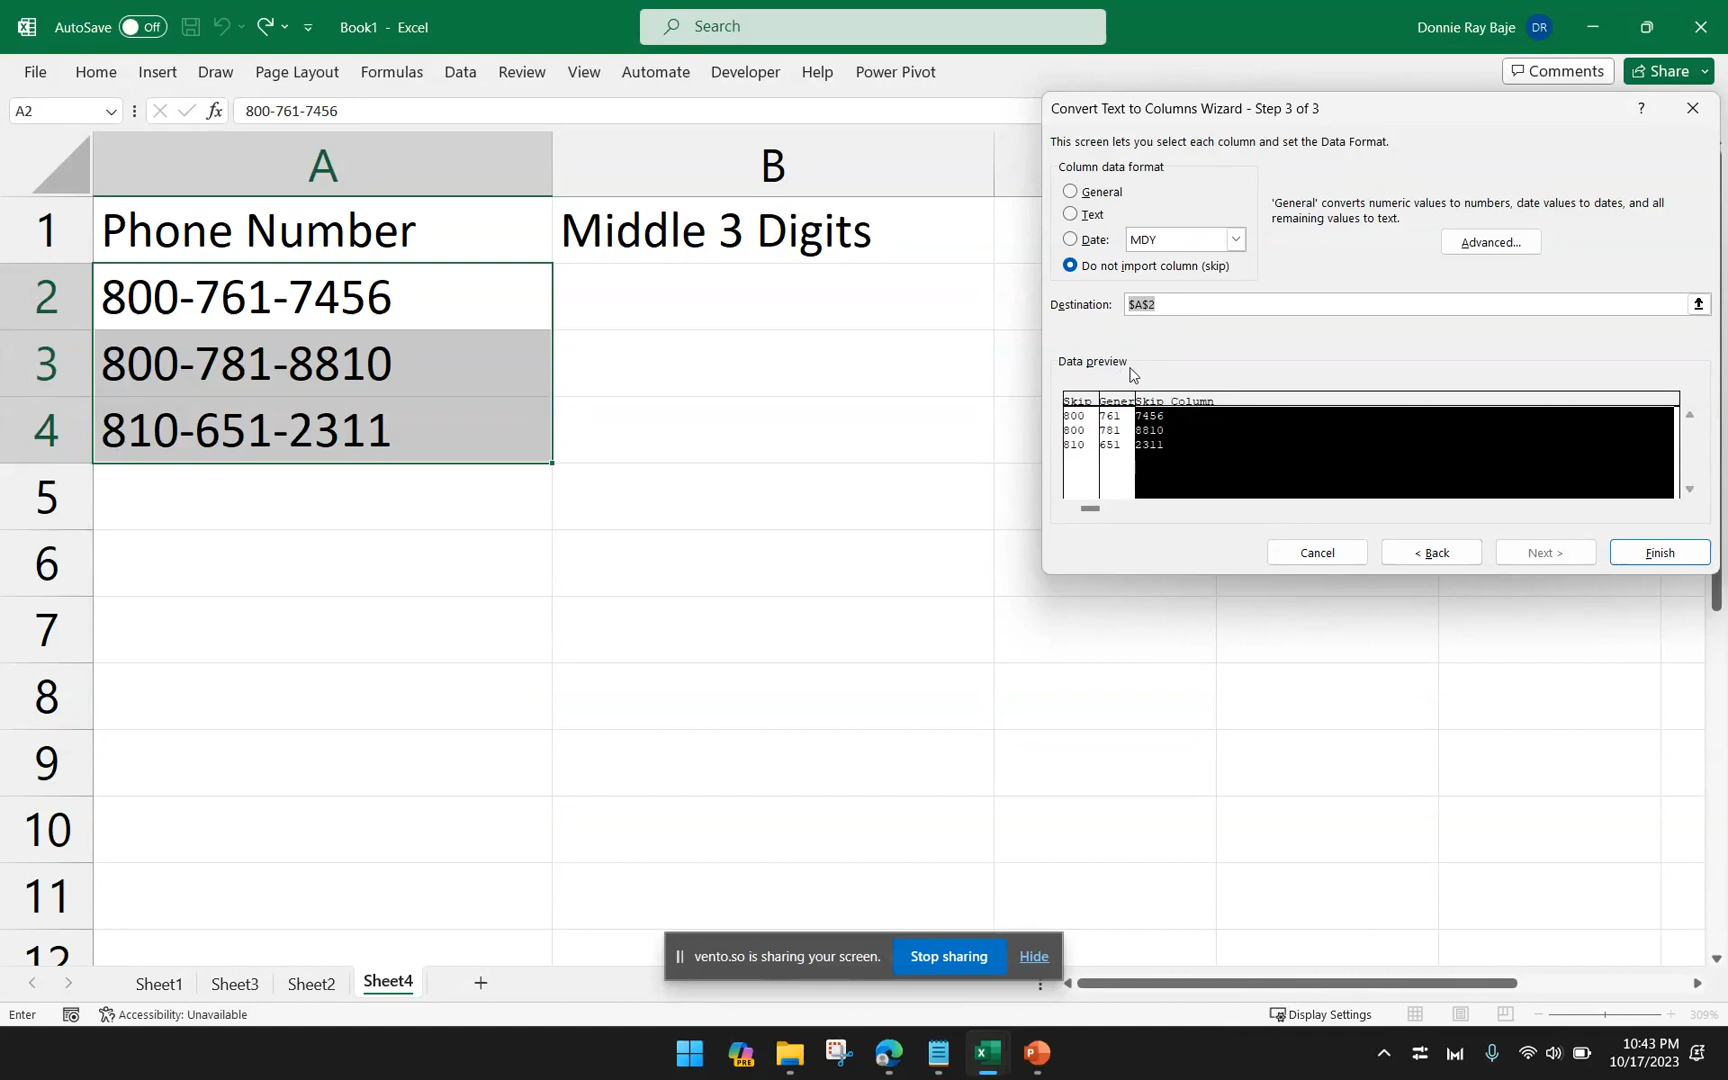 AutoSave Off Book1 - Excel Search Donnie Ray Baje DR
File Home Insert Draw Page Layout Formulas Data Review View Automate Developer Help Power Pivot Comments Share
A2 fx 800-761-7456
A B
1 Phone Number Middle 3 Digits
2 800-761-7456
3 800-781-8810
4 810-651-2311
5
6
7
8
9
10
11
12
Convert Text to Columns Wizard - Step 3 of 3 ?
This screen lets you select each column and set the Data Format.
Column data format
General
Text
Date: MDY
Do not import column (skip)
'General' converts numeric values to numbers, date values to dates, and all
remaining values to text.
Advanced...
Destination: $A$2
Data preview
Skip GenerSkip Column
800 761 7456
800 781 8810
810 651 2311
Cancel < Back Next > Finish
vento.so is sharing your screen. Stop sharing Hide
Sheet1 Sheet3 Sheet2 Sheet4
Enter Accessibility: Unavailable Display Settings 309%
PRE
10:43 PM
10/17/2023